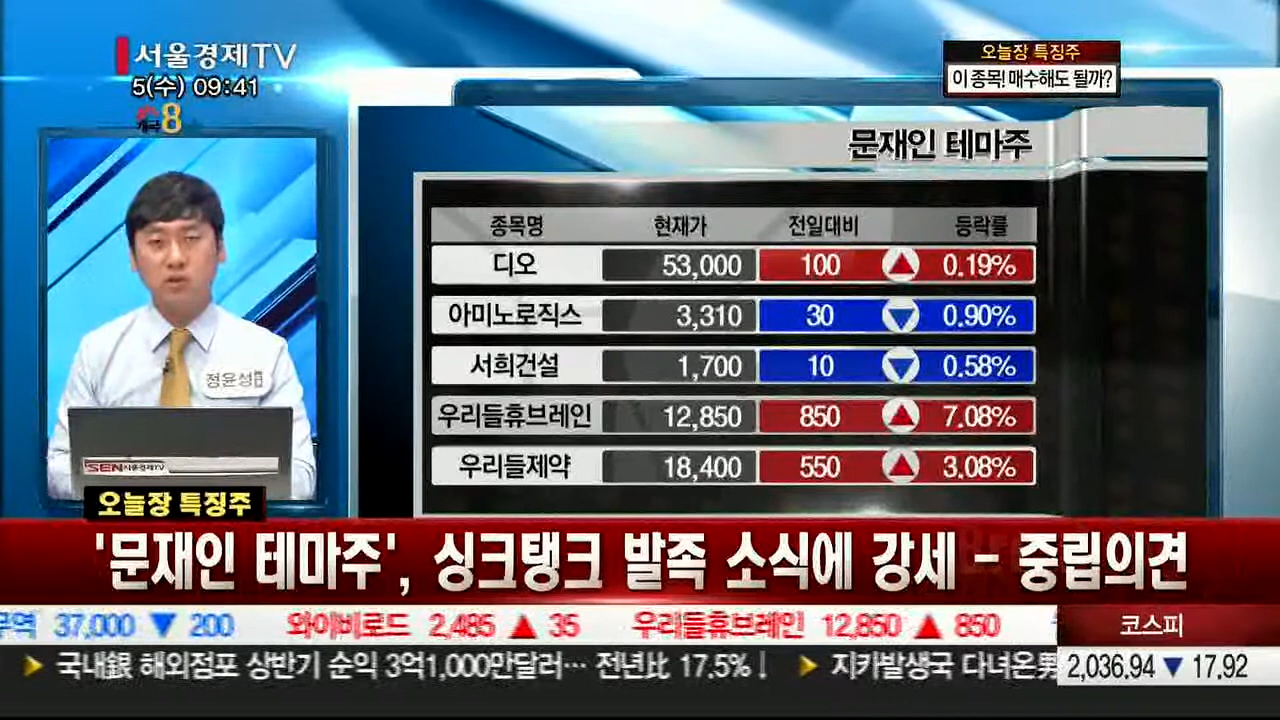 서울경제TV
5(수) 09:41
개국 8
오늘장 특징주
이 종목! 매수해도 될까?
문재인 테마주
종목명 현재가 전일대비 등락률
디오 53,000 100 ▲ 0.19%
아미노로직스 3,310 30 ▼ 0.90%
서희건설 1,700 10 ▼ 0.58%
우리들휴브레인 12,850 850 ▲ 7.08%
우리들제약 18,400 550 ▲ 3.08%
정윤성
SEN 서울경제TV
오늘장 특징주
'문재인 테마주', 싱크탱크 발족 소식에 강세 - 중립의견
37,000 ▼ 200 와이비로드 2,485 ▲ 35 우리들휴브레인 12,850 ▲ 850
코스피
국내銀 해외점포 상반기 순익 3억1,000만달러… 전년比 17.5%↓ 지카발생국 다녀온男
2,036.94 ▼ 17.92